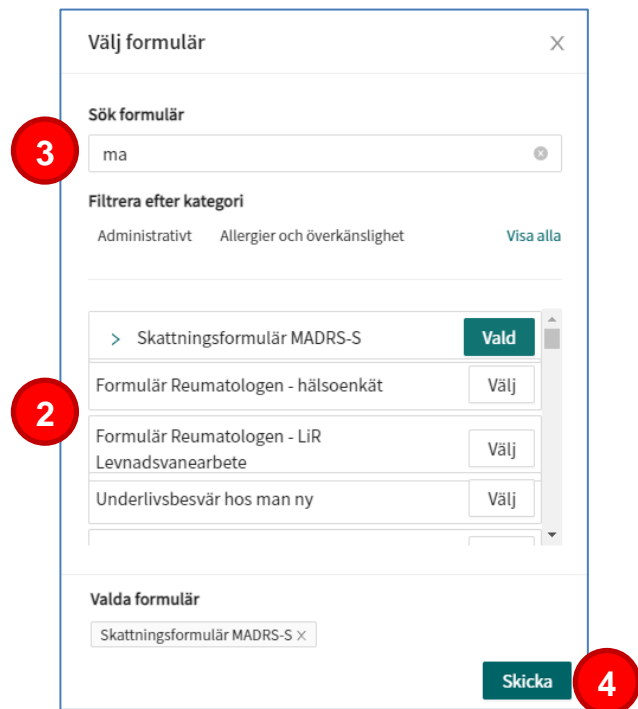 Välj formulär
Sök formulär
3
ma
Filtrera efter kategori
Administrativt Allergier och överkänslighet Visa alla
Skattningsformulär MADRS-S Vald
Formulär Reumatologen - hälsoenkät Välj
2
Formulär Reumatologen - LiR
Levnadsvanearbete Välj
Underlivsbesvär hos man ny Välj
Valda formulär
Skattningsformulär MADRS-S
Skicka 4